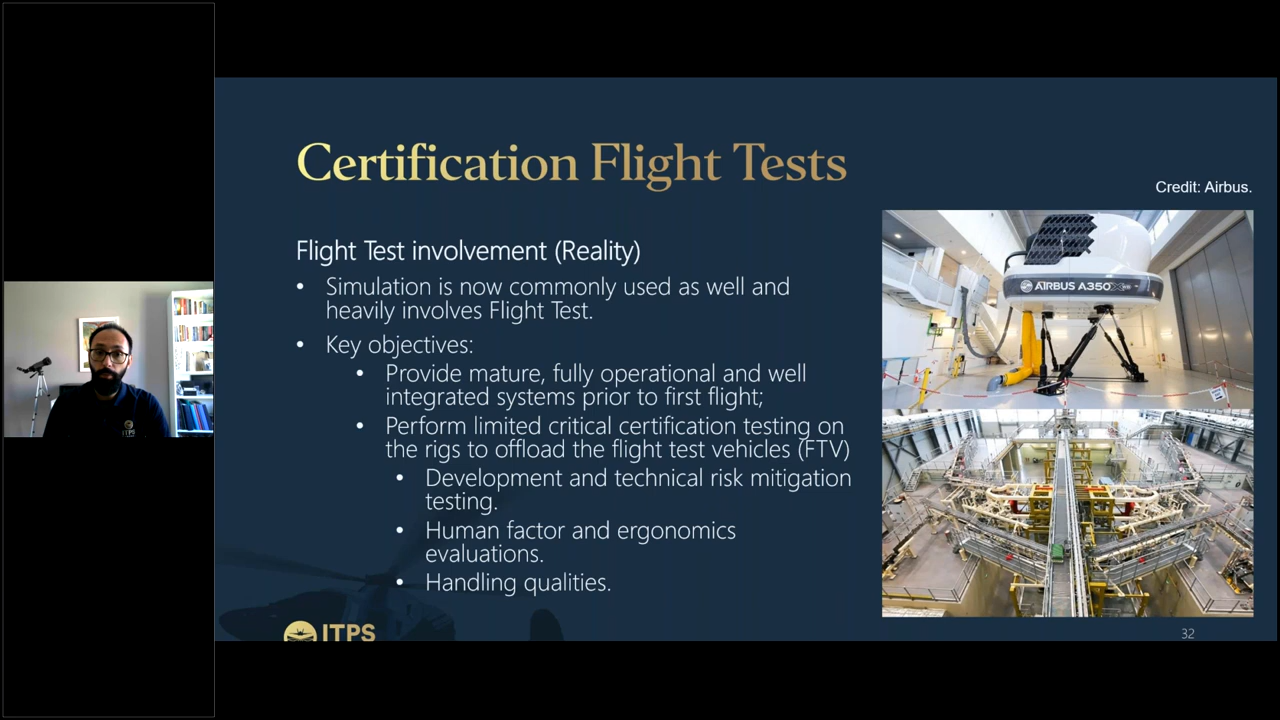 Certification Flight Tests
Credit: Airbus.
Flight Test involvement (Reality)
• Simulation is now commonly used as well and
heavily involves Flight Test.
• Key objectives:
• Provide mature, fully operational and well
integrated systems prior to first flight;
• Perform limited critical certification testing on
the rigs to offload the flight test vehicles (FTV)
• Development and technical risk mitigation
testing.
• Human factor and ergonomics
evaluations.
• Handling qualities.
AIRBUS A350
ITPS
ITPS
32